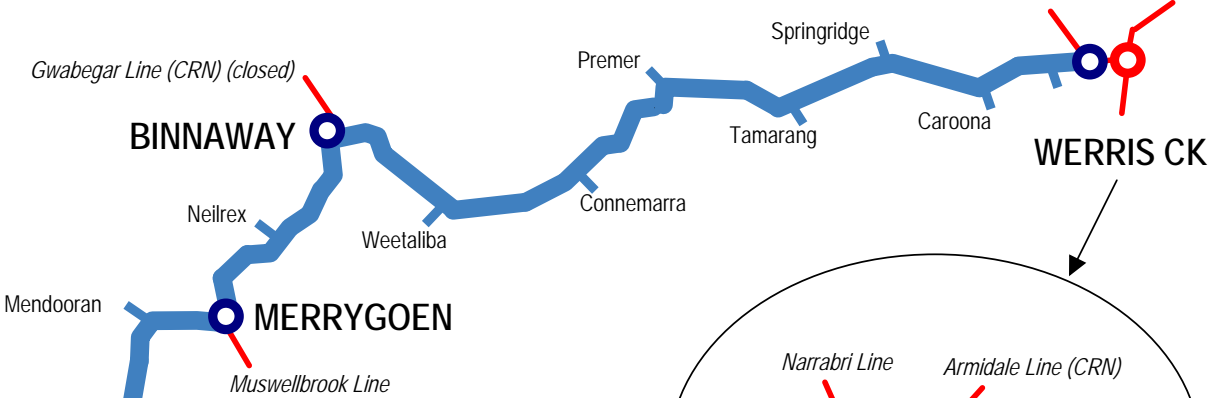 Springridge
Premer
Gwabegar Line (CRN) (closed)
Caroona
Tamarang
BINNAWAY
WERRIS CK
Connemarra
Neilrex
Weetaliba
Mendooran
MERRYGOEN
Narrabri Line
Armidale Line (CRN)
Muswellbrook Line